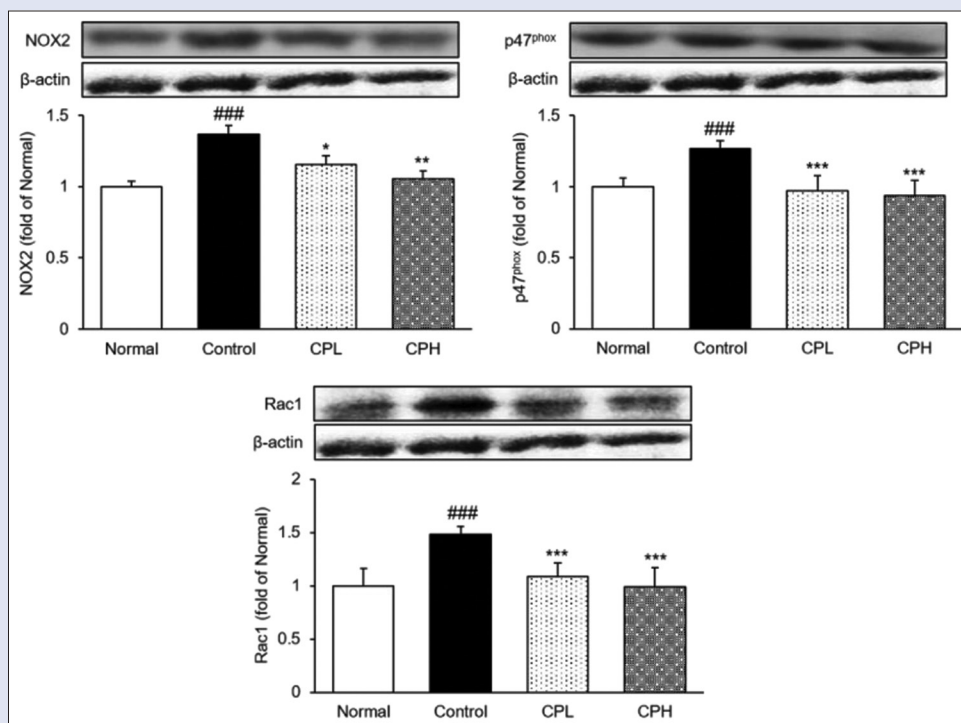 NOX2
β-actin
###
*
**
1.5
1
0.5
0
NOX2 (fold of Normal)
Normal Control CPL CPH
p47phox
β-actin
###
***
***
1.5
1
0.5
0
p47phox (fold of Normal)
Normal Control CPL CPH
Rac1
β-actin
###
***
***
2
1.5
1
0.5
0
Rac1 (fold of Normal)
Normal Control CPL CPH